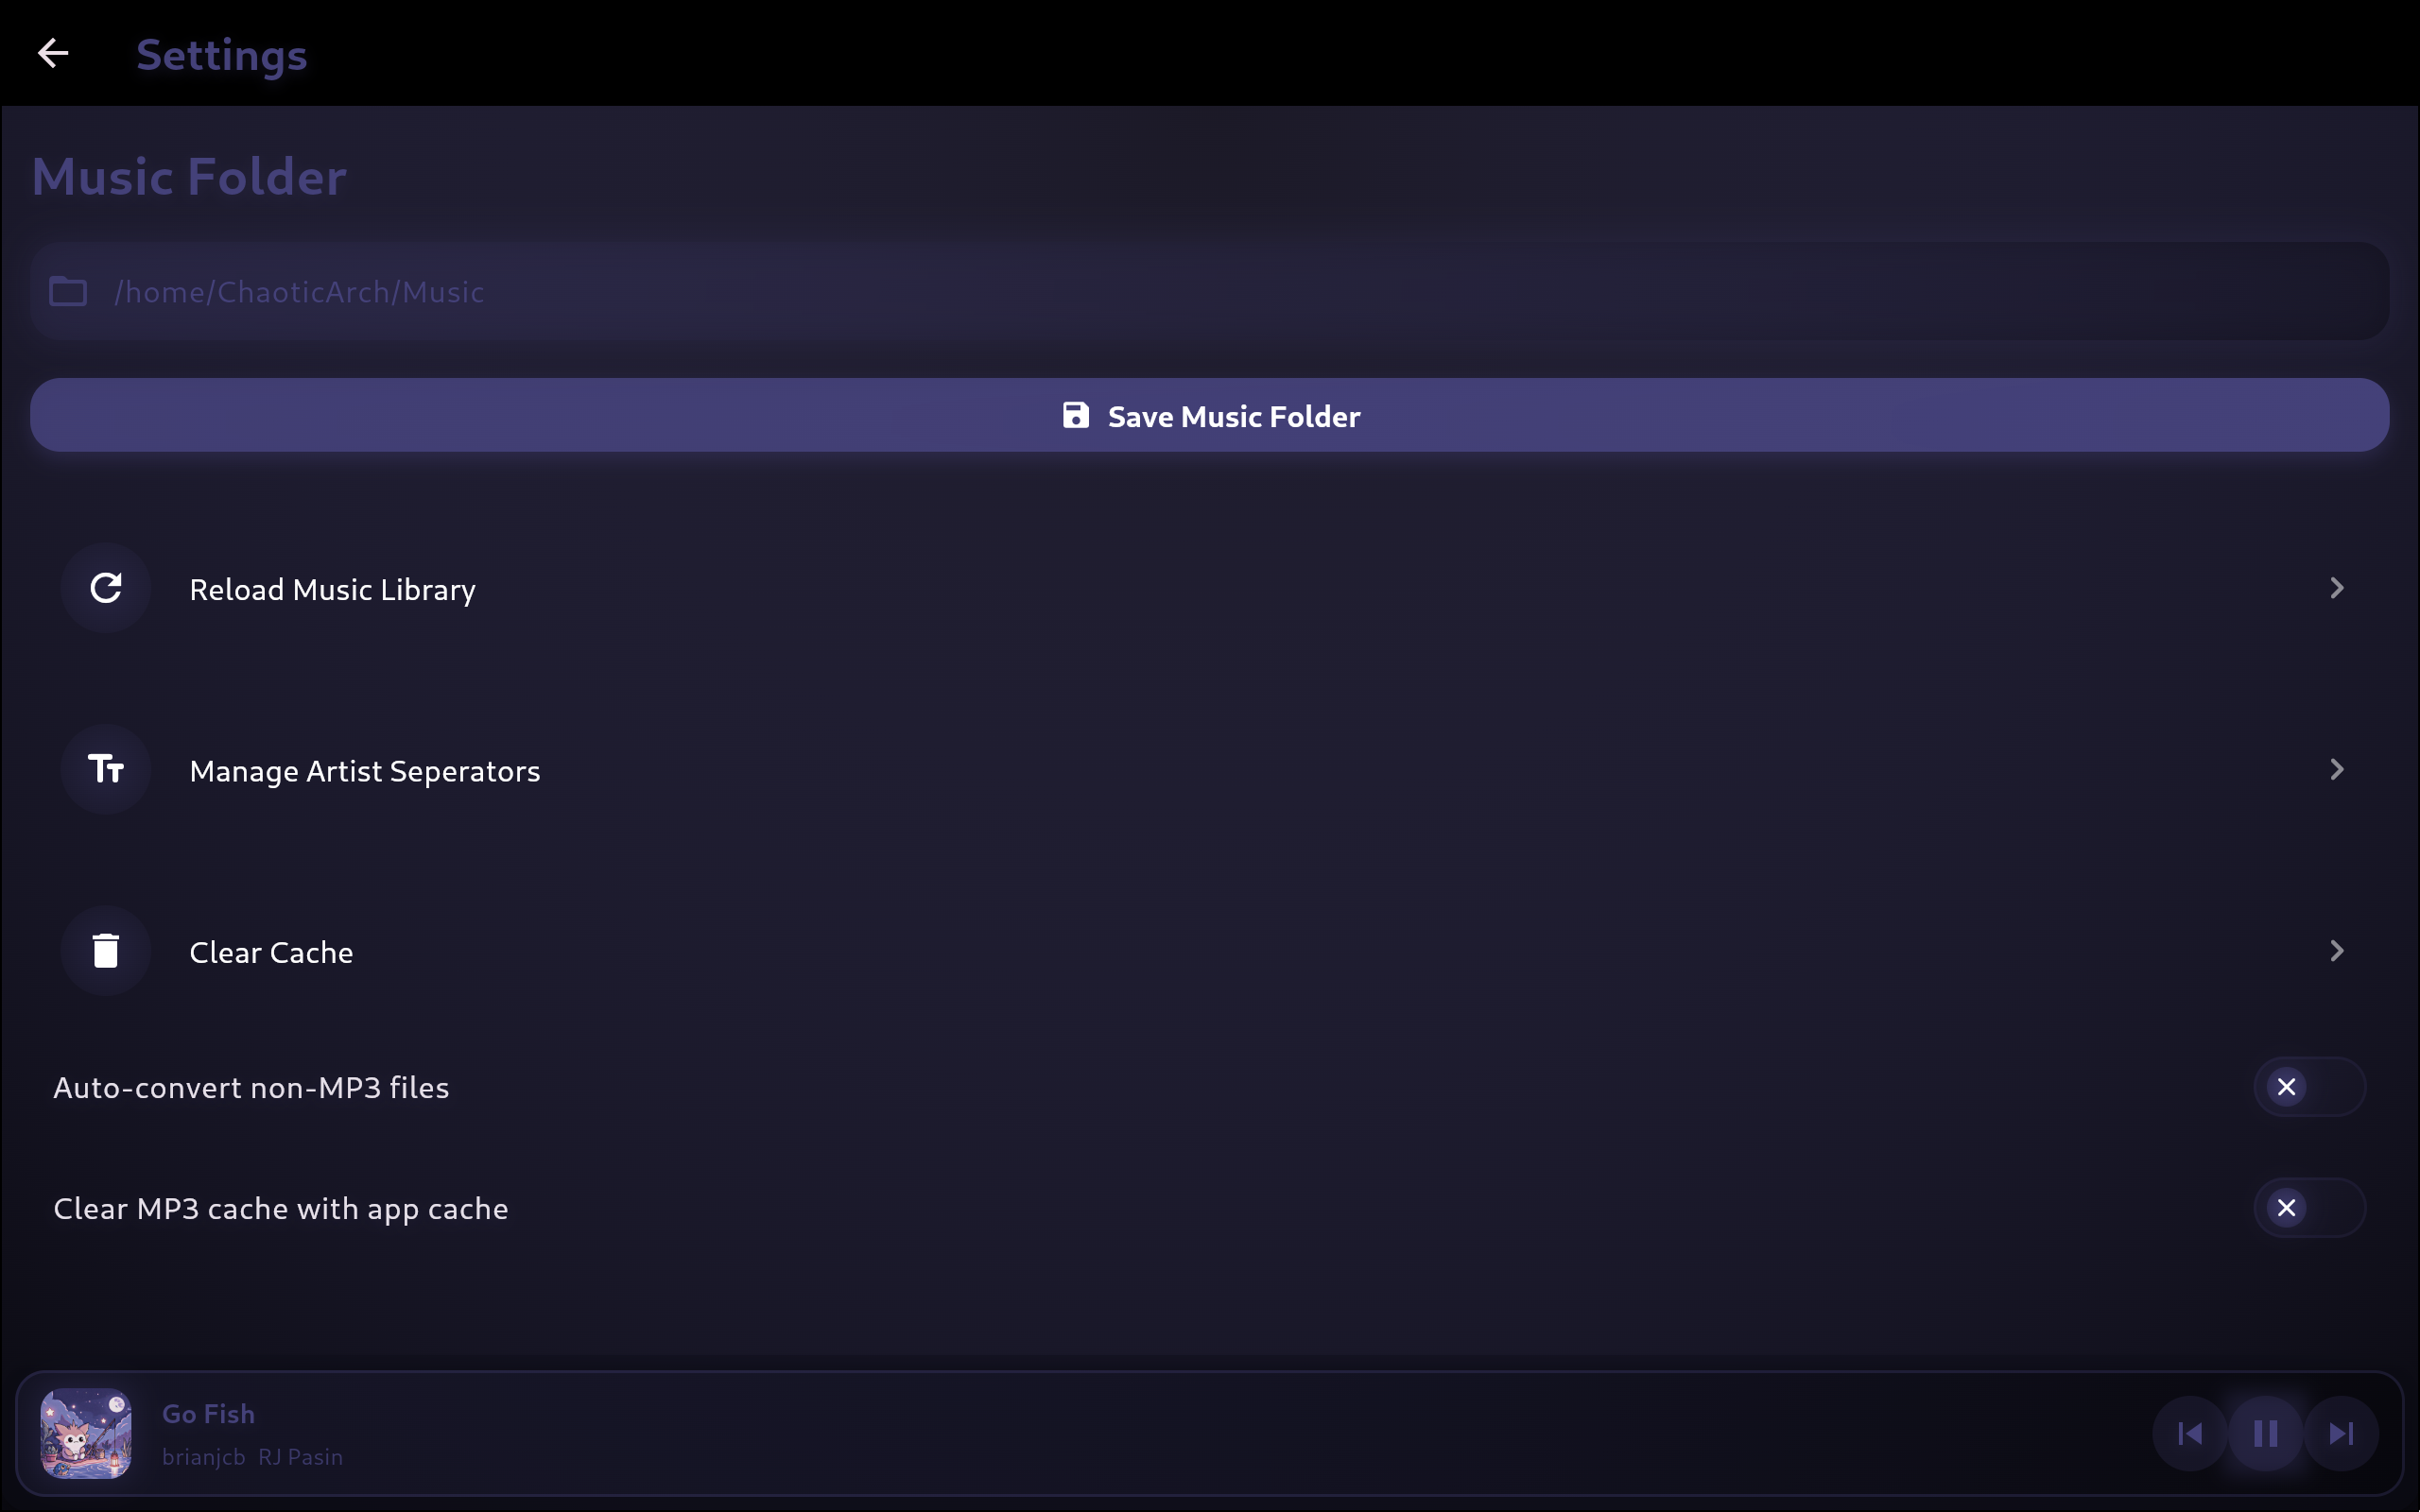 Settings
Music Folder
/home/ChaoticArch/Music
Save Music Folder
Reload Music Library
Manage Artist Seperators
Clear Cache
Auto-convert non-MP3 files
Clear MP3 cache with app cache
Go Fish
brianjcb RJ Pasin